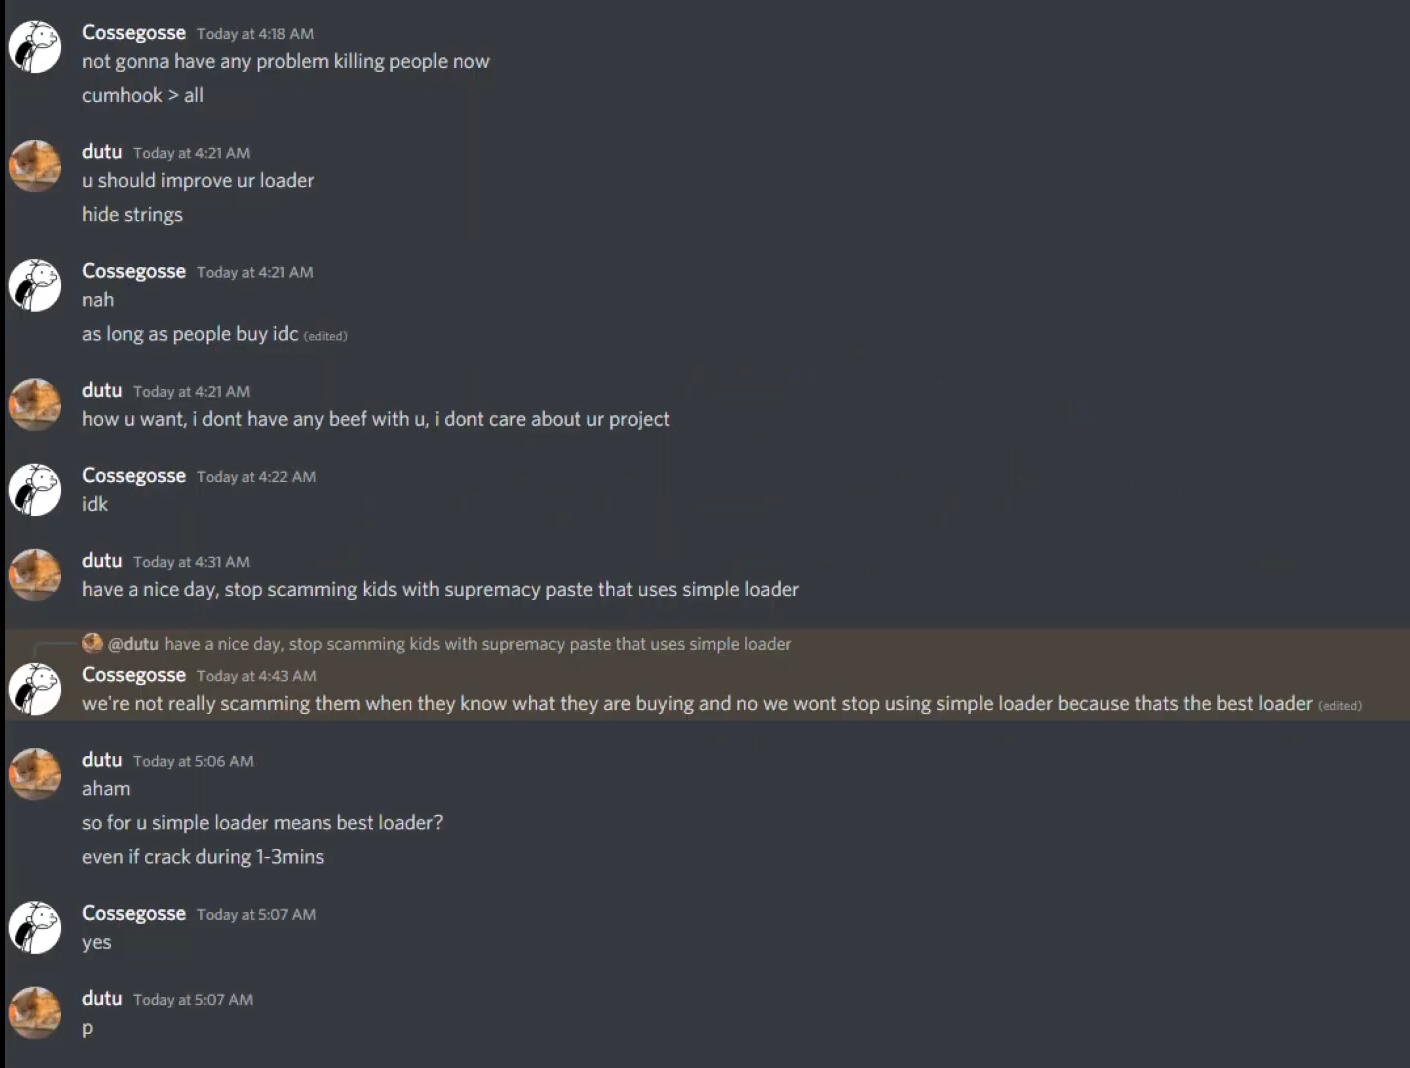 Cossegosse Today at 4:18 AM
not gonna have any problem killing people now
cumhook > all
dutu Today at 4:21 AM
u should improve ur loader
hide strings
Cossegosse Today at 4:21 AM
nah
as long as people buy idc (edited)
dutu Today at 4:21 AM
how u want, i dont have any beef with u, i dont care about ur project
Cossegosse Today at 4:22 AM
idk
dutu Today at 4:31 AM
have a nice day, stop scamming kids with supremacy paste that uses simple loader
@dutu have a nice day, stop scamming kids with supremacy paste that uses simple loader
Cossegosse Today at 4:43 AM
we're not really scamming them when they know what they are buying and no we wont stop using simple loader because thats the best loader (edited)
dutu Today at 5:06 AM
aham
so for u simple loader means best loader?
even if crack during 1-3mins
Cossegosse Today at 5:07 AM
yes
dutu Today at 5:07 AM
p